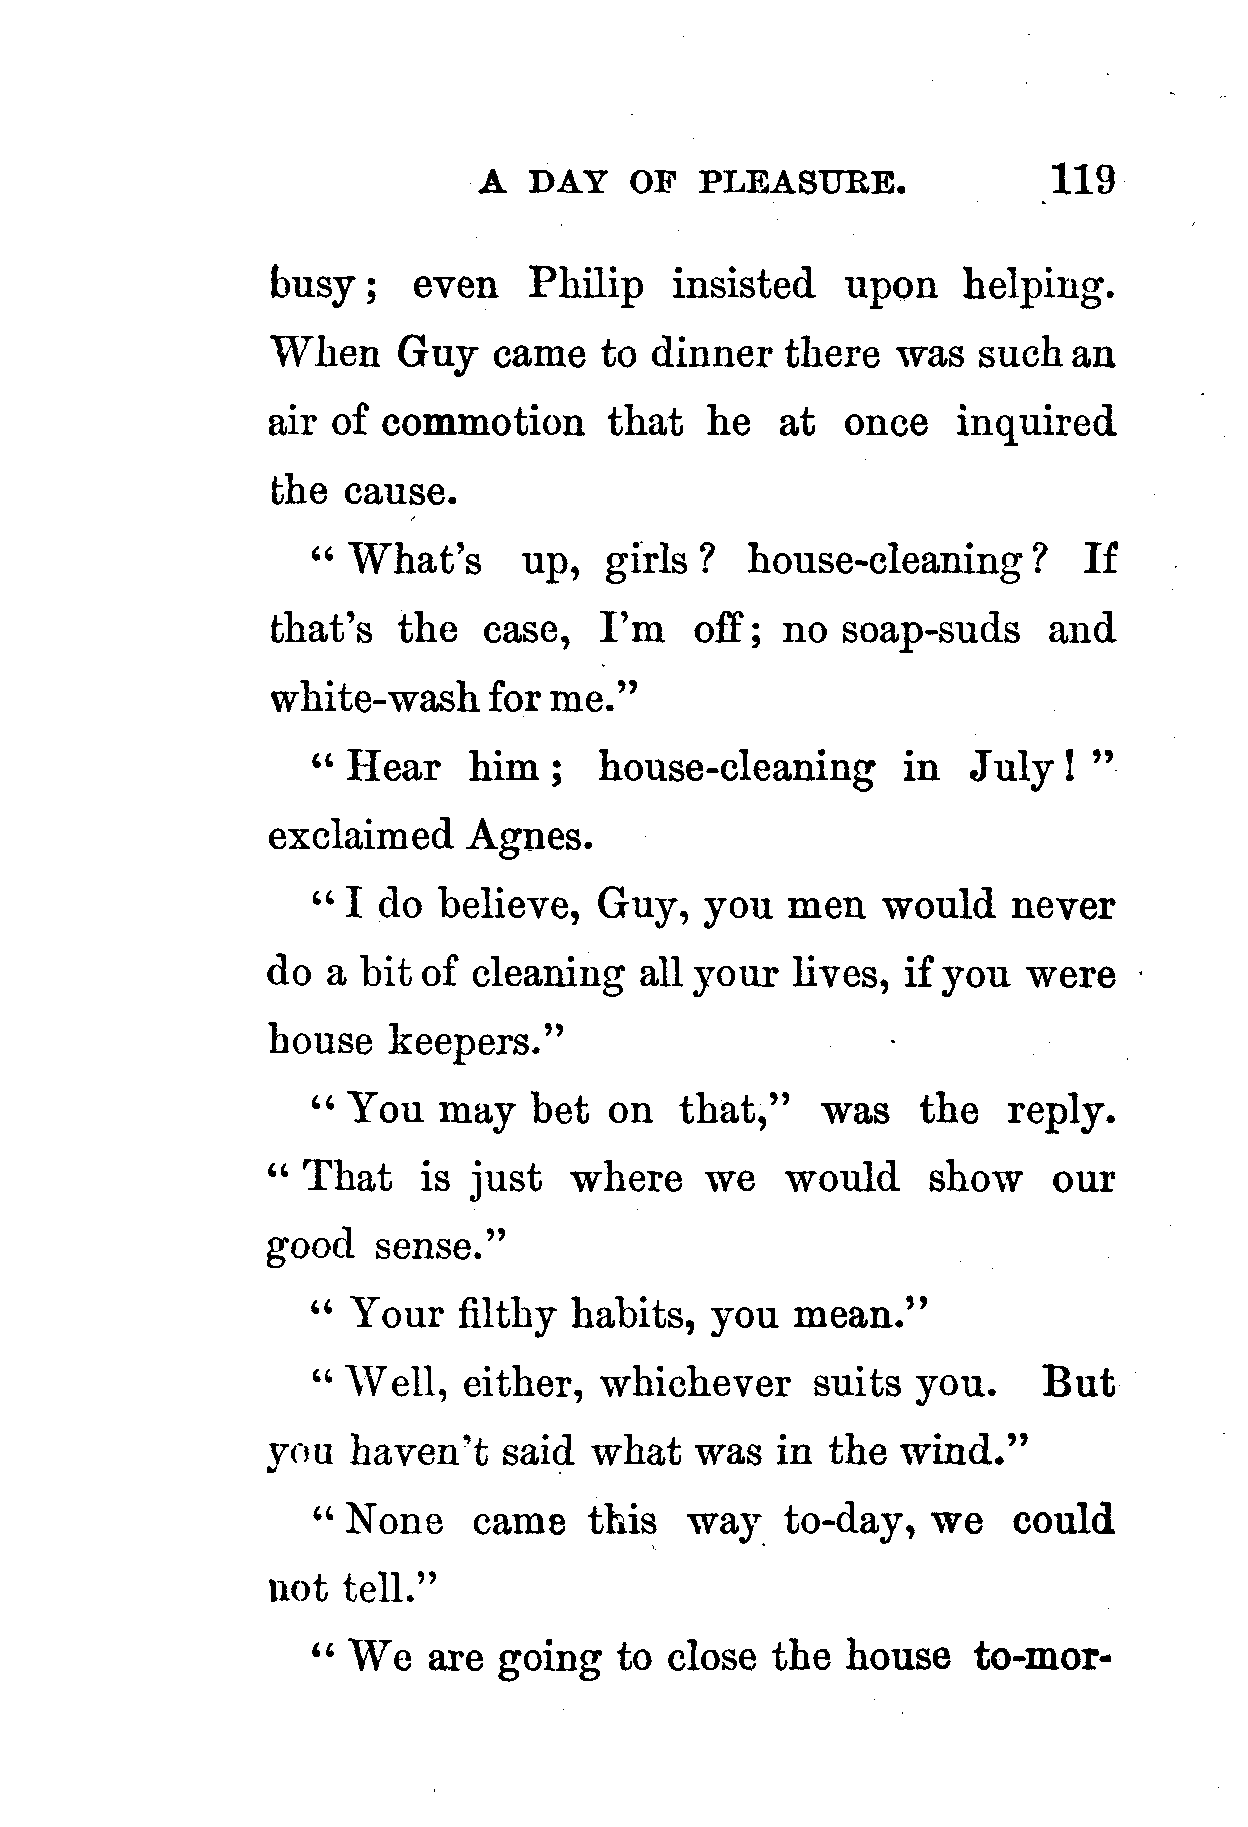 A DAY OF PLEASURE. 119
busy; even Philip insisted upon helping.
When Guy came to dinner there was such an
air of commotion that he at once inquired
the cause.
“ What’s up, girls ? house-cleaning ? If
that’s the case, I’m off; no soap-suds and
white-wash for me.”
“ Hear him ; house-cleaning in July ! ”
exclaimed Agnes.
“ I do believe, Guy, you men would never
do a bit of cleaning all your lives, if you were
house keepers.”
“ You may bet on that,” was the reply.
“ That is just where we would show our
good sense.”
“ Your filthy habits, you mean.”
“ Well, either, whichever suits you. But
you haven’t said what was in the wind.”
“ None came this way to-day, we could
not tell.”
“ We are going to close the house to-mor-